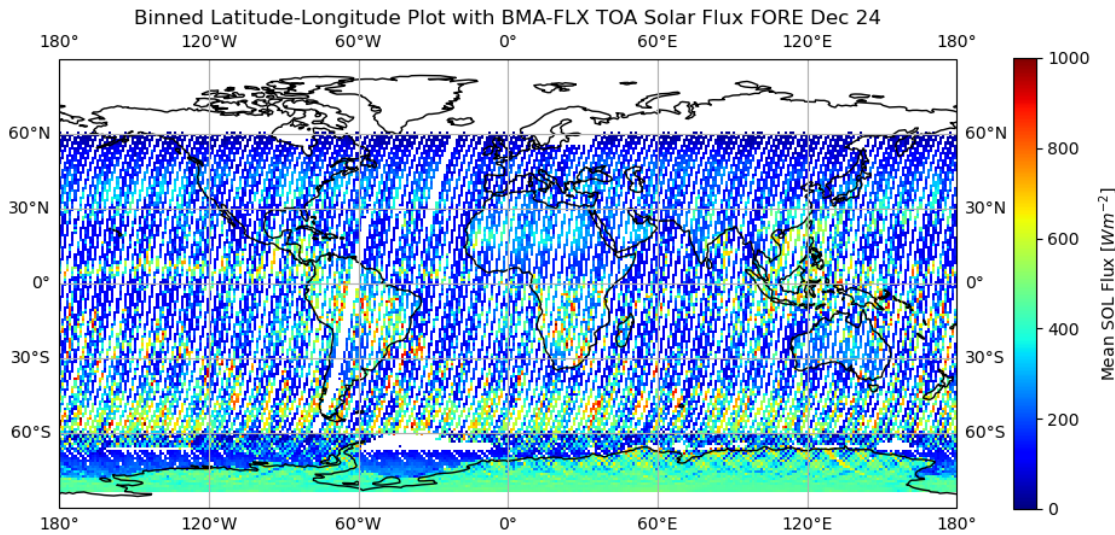 Binned Latitude-Longitude Plot with BMA-FLX TOA Solar Flux FORE Dec 24
180° 120°W 60°W 0° 60°E 120°E 180°
60°N 60°N
30°N 30°N
0° 0°
30°S 30°S
60°S 60°S
180° 120°W 60°W 0° 60°E 120°E 180°
1000
800
600
400
200
0
Mean SOL Flux [Wm⁻²]